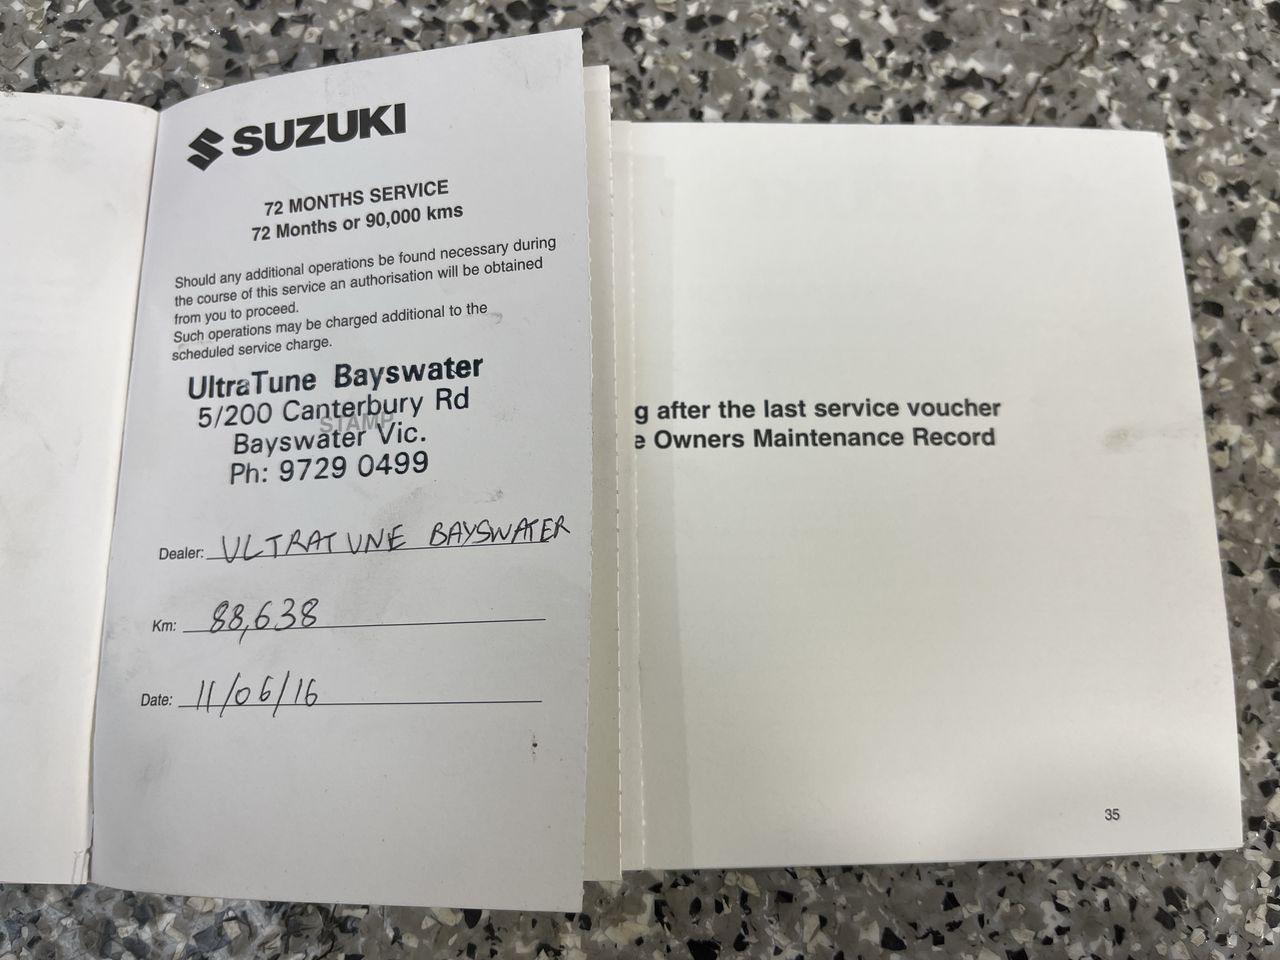 SUZUKI
72 MONTHS SERVICE
72 Months or 90,000 kms
Should any additional operations be found necessary during
the course of this service an authorisation will be obtained
from you to proceed.
Such operations may be charged additional to the
scheduled service charge.
UltraTune Bayswater
5/200 Canterbury Rd
STAMP
Bayswater Vic.
Ph: 9729 0499
Dealer: ULTRATUNE BAYSWATER
Km: 88,638
Date: 11/06/16
g after the last service voucher
e Owners Maintenance Record
35